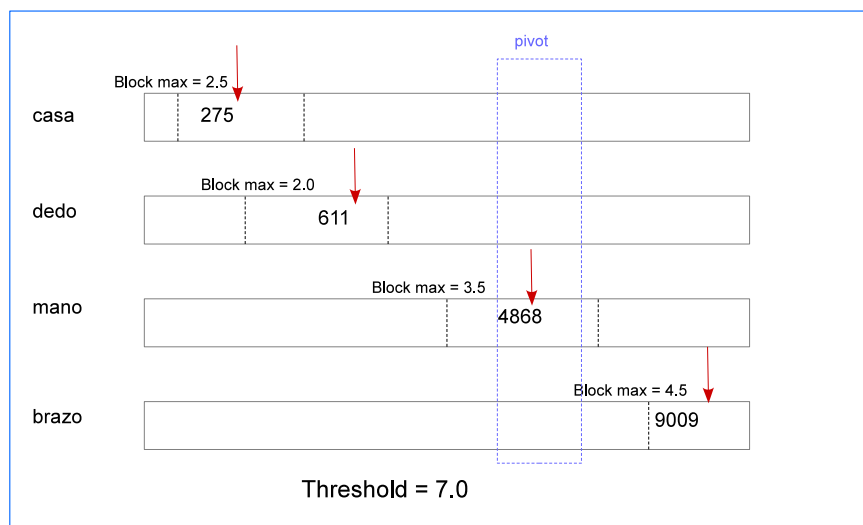 pivot
Block max = 2.5
casa
275
Block max = 2.0
dedo
611
Block max = 3.5
mano
4868
Block max = 4.5
brazo
9009
Threshold = 7.0